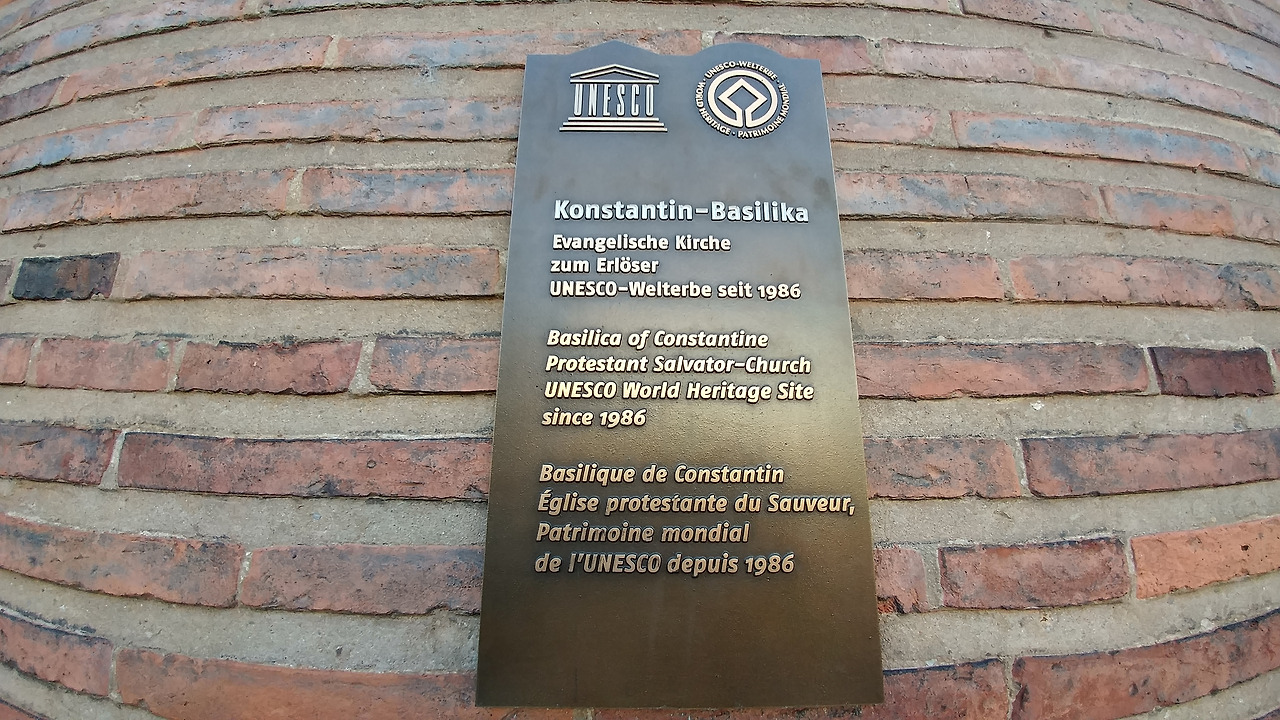 UNESCO
UNESCO-WELTERBE · WORLD HERITAGE · PATRIMOINE MONDIAL
Konstantin-Basilika
Evangelische Kirche
zum Erlöser
UNESCO-Welterbe seit 1986
Basilica of Constantine
Protestant Salvator-Church
UNESCO World Heritage Site
since 1986
Basilique de Constantin
Église protestante du Sauveur,
Patrimoine mondial
de l'UNESCO depuis 1986